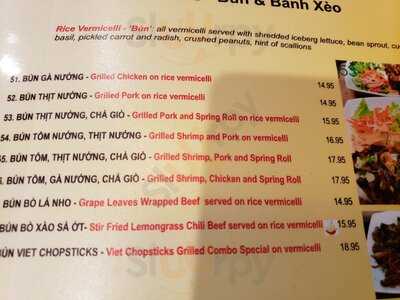 Bún & Bánh Xèo
Rice Vermicelli - 'Bún': all vermicelli served with shredded iceberg lettuce, bean sprout,
basil, pickled carrot and radish, crushed peanuts, hint of scallions
51. BÚN GÀ NƯỚNG - Grilled Chicken on rice vermicelli 14.95
52. BÚN THỊT NƯỚNG - Grilled Pork on rice vermicelli 14.95
53. BÚN THỊT NƯỚNG, CHẢ GIÒ - Grilled Pork and Spring Roll on rice vermicelli 15.95
54. BÚN TÔM NƯỚNG, THỊT NƯỚNG - Grilled Shrimp and Pork on vermicelli 16.95
55. BÚN TÔM, THỊT NƯỚNG, CHẢ GIÒ - Grilled Shrimp, Pork and Spring Roll 17.95
BÚN TÔM, GÀ NƯỚNG, CHẢ GIÒ - Grilled Shrimp, Chicken and Spring Roll 17.95
BÚN BÒ LÁ NHO - Grape Leaves Wrapped Beef served on rice vermicelli 15.95
BÚN BÒ XÀO SẢ ỚT- Stir Fried Lemongrass Chili Beef served on rice vermicelli 15.95
BÚN VIET CHOPSTICKS - Viet Chopsticks Grilled Combo Special on vermicelli 18.95
sluurpy
sluurpy